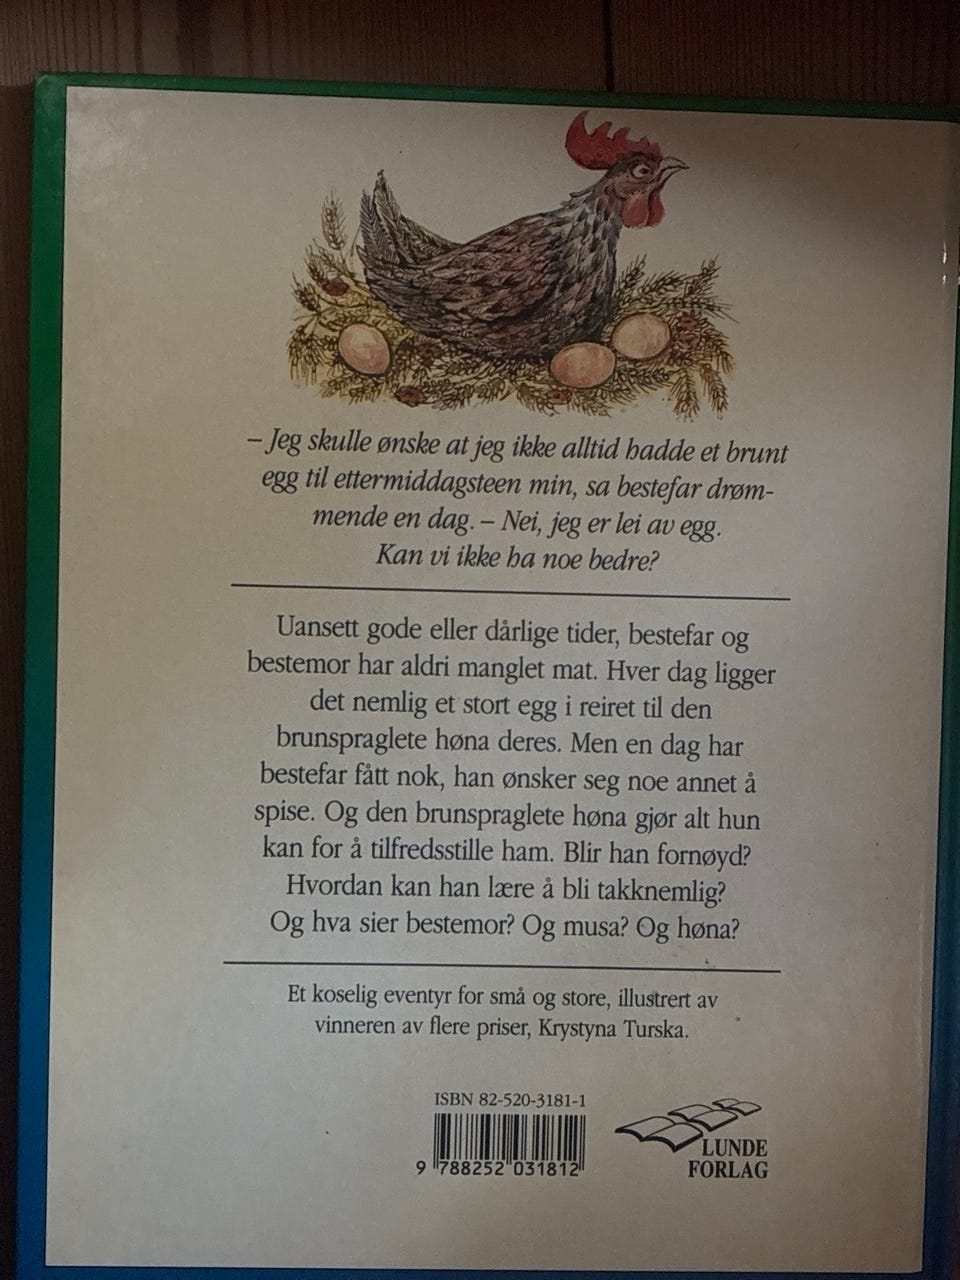 – Jeg skulle ønske at jeg ikke alltid hadde et brunt
egg til ettermiddagsteen min, sa bestefar drøm-
mende en dag. – Nei, jeg er lei av egg.
Kan vi ikke ha noe bedre?
Uansett gode eller dårlige tider, bestefar og
bestemor har aldri manglet mat. Hver dag ligger
det nemlig et stort egg i reiret til den
brunspraglete høna deres. Men en dag har
bestefar fått nok, han ønsker seg noe annet å
spise. Og den brunspraglete høna gjør alt hun
kan for å tilfredsstille ham. Blir han fornøyd?
Hvordan kan han lære å bli takknemlig?
Og hva sier bestemor? Og musa? Og høna?
Et koselig eventyr for små og store, illustrert av
vinneren av flere priser, Krystyna Turska.
ISBN 82-520-3181-1
9 788252 031812
LUNDE
FORLAG